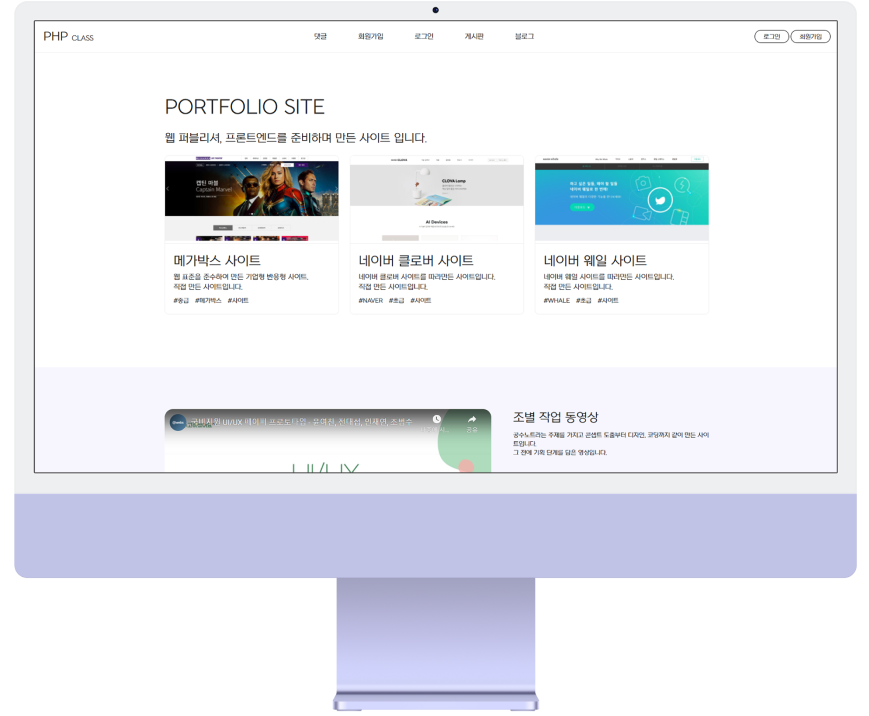 PHP CLASS
댓글 회원가입 로그인 게시판 블로그
로그인 회원가입
PORTFOLIO SITE
웹 퍼블리셔, 프론트엔드를 준비하며 만든 사이트 입니다.
캡틴 마블
Captain Marvel
CLOVA Lamp
AI Devices
메가박스 사이트
웹 표준을 준수하여 만든 기업형 반응형 사이트,
직접 만든 사이트입니다.
#중급 #메가박스 #사이트
네이버 클로버 사이트
네이버 클로버 사이트를 따라만든 사이트입니다.
직접 만든 사이트입니다.
#NAVER #초급 #사이트
네이버 웨일 사이트
네이버 웨일 사이트를 따라만든 사이트입니다.
직접 만든 사이트입니다.
#WHALE #초급 #사이트
공유
UI/UX
조별 작업 동영상
공수노트라는 주제를 가지고 콘셉트 도출부터 디자인, 코딩까지 같이 만든 사이
트입니다.
그 전에 기획 단계를 담은 영상입니다.